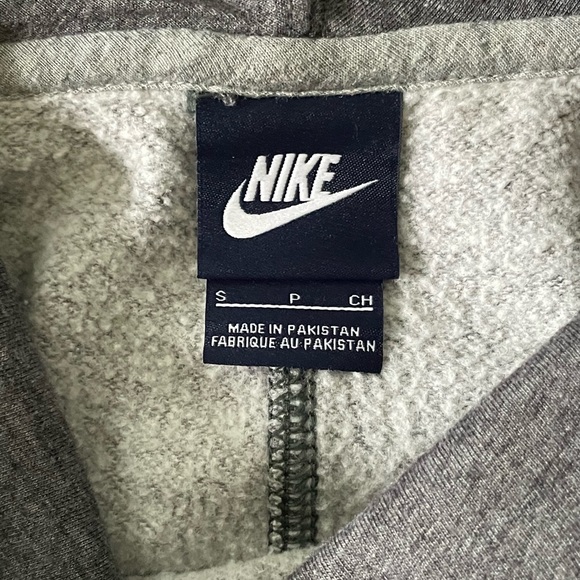 NIKE
S P CH
MADE IN PAKISTAN
FABRIQUE AU PAKISTAN